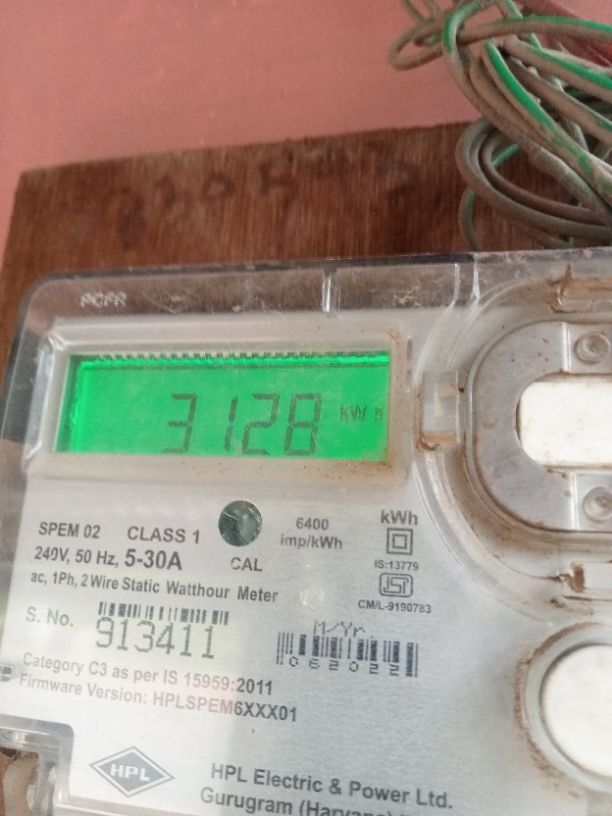 3128 kWh
SPEM 02 CLASS 1
240V, 50 Hz, 5-30A
ac, 1Ph, 2 Wire Static Watthour Meter
CAL
6400
imp/kWh
kWh
IS:13779
ISI
CM/L-9190783
S. No.
913411
M/Yr.
062022
Category C3 as per IS 15959:2011
Firmware Version: HPLSPEM6XXX01
HPL
HPL Electric & Power Ltd.
Gurugram (Haryana)